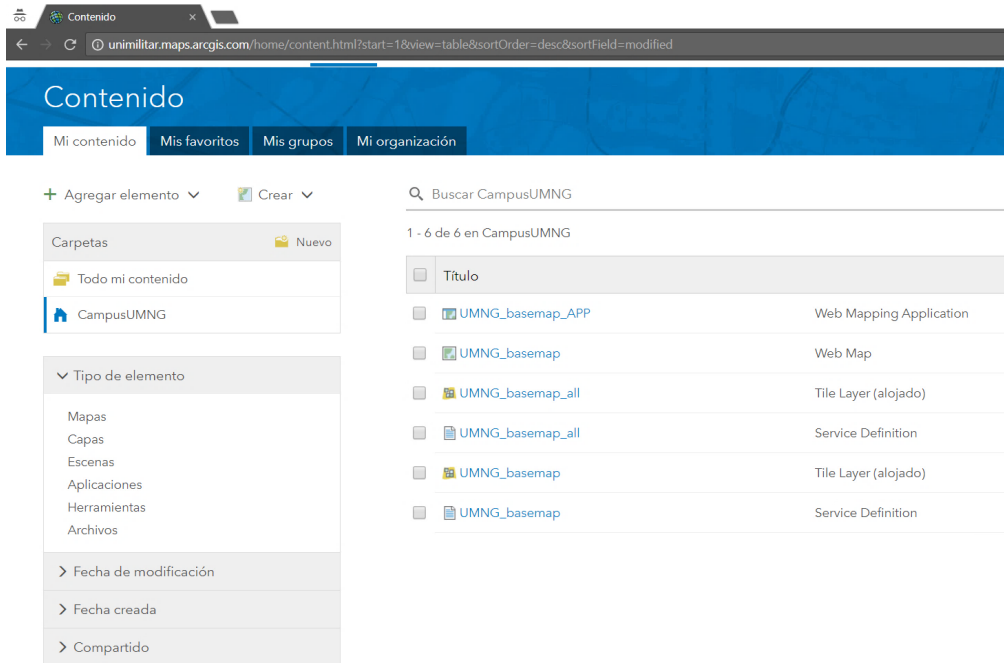 Contenido
unimilitar.maps.arcgis.com/home/content.html?start=1&view=table&sortOrder=desc&sortField=modified
Contenido
Mi contenido Mis favoritos Mis grupos Mi organización
Agregar elemento Crear
Buscar CampusUMNG
Carpetas Nuevo
1 - 6 de 6 en CampusUMNG
Todo mi contenido
CampusUMNG
Título
UMNG_basemap_APP Web Mapping Application
UMNG_basemap Web Map
UMNG_basemap_all Tile Layer (alojado)
UMNG_basemap_all Service Definition
UMNG_basemap Tile Layer (alojado)
UMNG_basemap Service Definition
Tipo de elemento
Mapas
Capas
Escenas
Aplicaciones
Herramientas
Archivos
Fecha de modificación
Fecha creada
Compartido